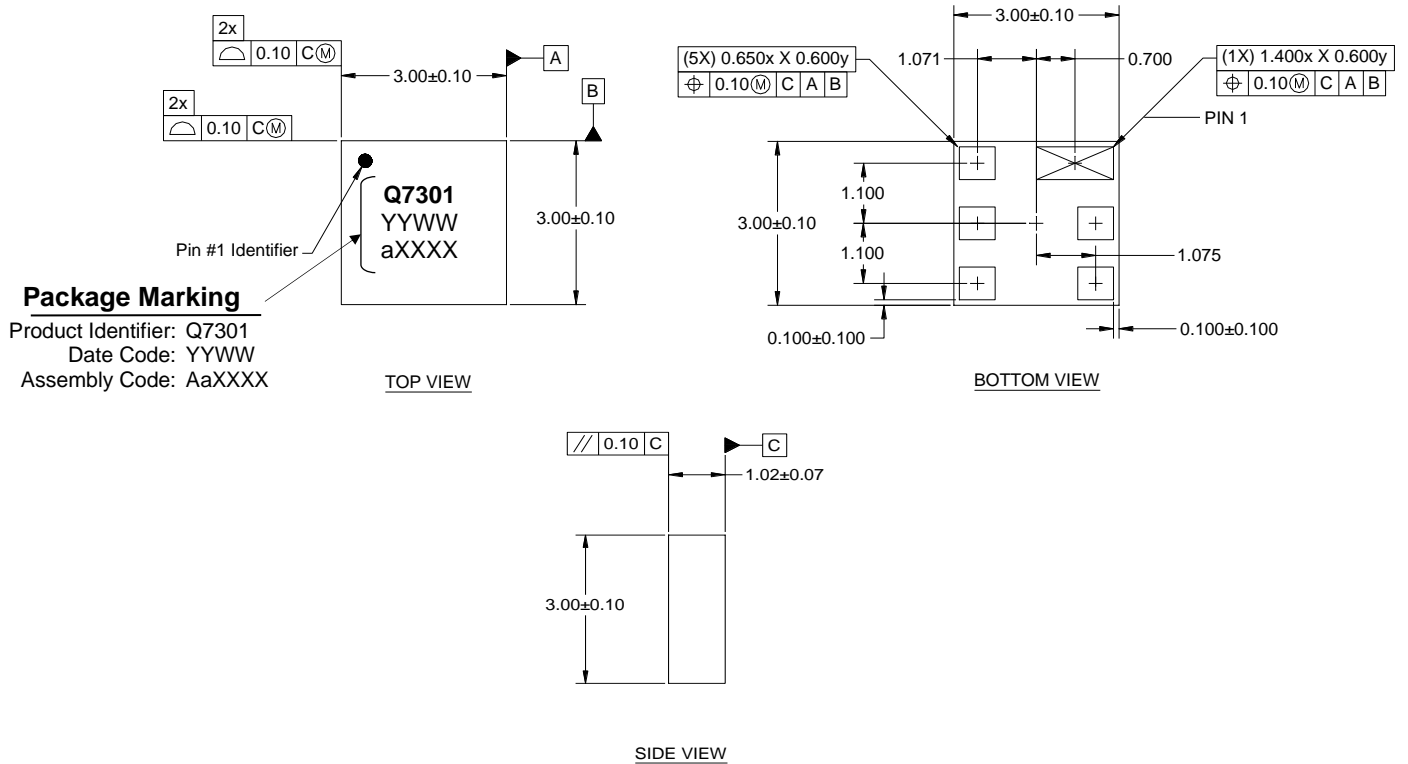 2x
⌓ 0.10 CⓂ
3.00±0.10
A
2x
⌓ 0.10 CⓂ
B
Q7301
YYWW
aXXXX
3.00±0.10
Pin #1 Identifier
Package Marking
Product Identifier: Q7301
Date Code: YYWW
Assembly Code: AaXXXX
TOP VIEW
3.00±0.10
(5X) 0.650x X 0.600y
⌖ 0.10Ⓜ C A B
1.071
0.700
(1X) 1.400x X 0.600y
⌖ 0.10Ⓜ C A B
PIN 1
3.00±0.10
1.100
1.100
1.075
0.100±0.100
0.100±0.100
BOTTOM VIEW
// 0.10 C
C
1.02±0.07
3.00±0.10
SIDE VIEW